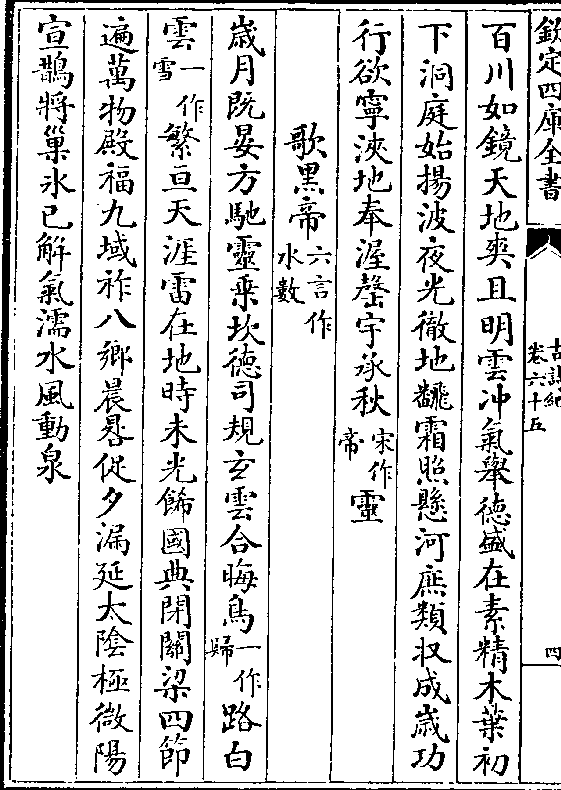 欽定四庫全書
古詩紀
卷六十五
四
百川如鏡天地爽且明雲冲氣舉德盛在素精木葉初
下洞庭始揚波夜光徹地飜霜照懸河庶類収成歲功
行欲寧浹地奉渥罄宇承秋宋作帝靈
歌黑帝六言作水數
歲月既晏方馳靈乗坎德司規玄雲合晦鳥一作歸路白
雲一作雪繁亘天涯雷在地時未光飭國典閉關梁四節
遍萬物殿福九域祚八鄉晨晷促夕漏延太陰極微陽
宣鵲將巢氷已解氣濡水風動泉